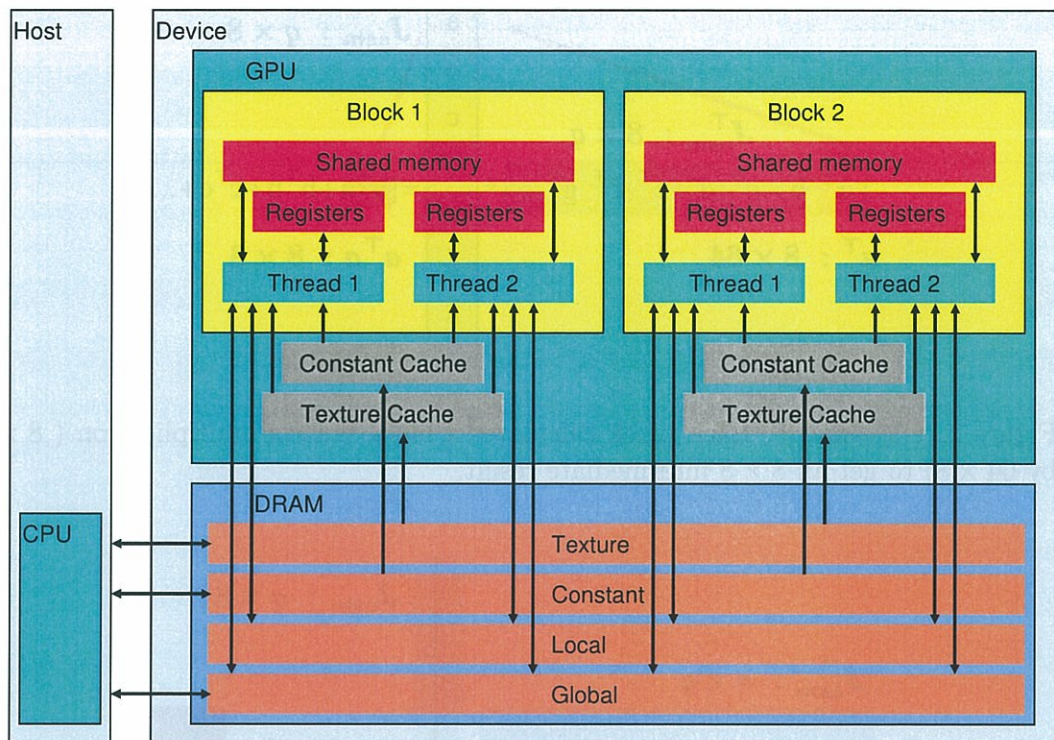 Host
Device
GPU
Block 1
Block 2
Shared memory
Shared memory
Registers
Registers
Registers
Registers
Thread 1
Thread 2
Thread 1
Thread 2
Constant Cache
Constant Cache
Texture Cache
Texture Cache
DRAM
CPU
Texture
Constant
Local
Global